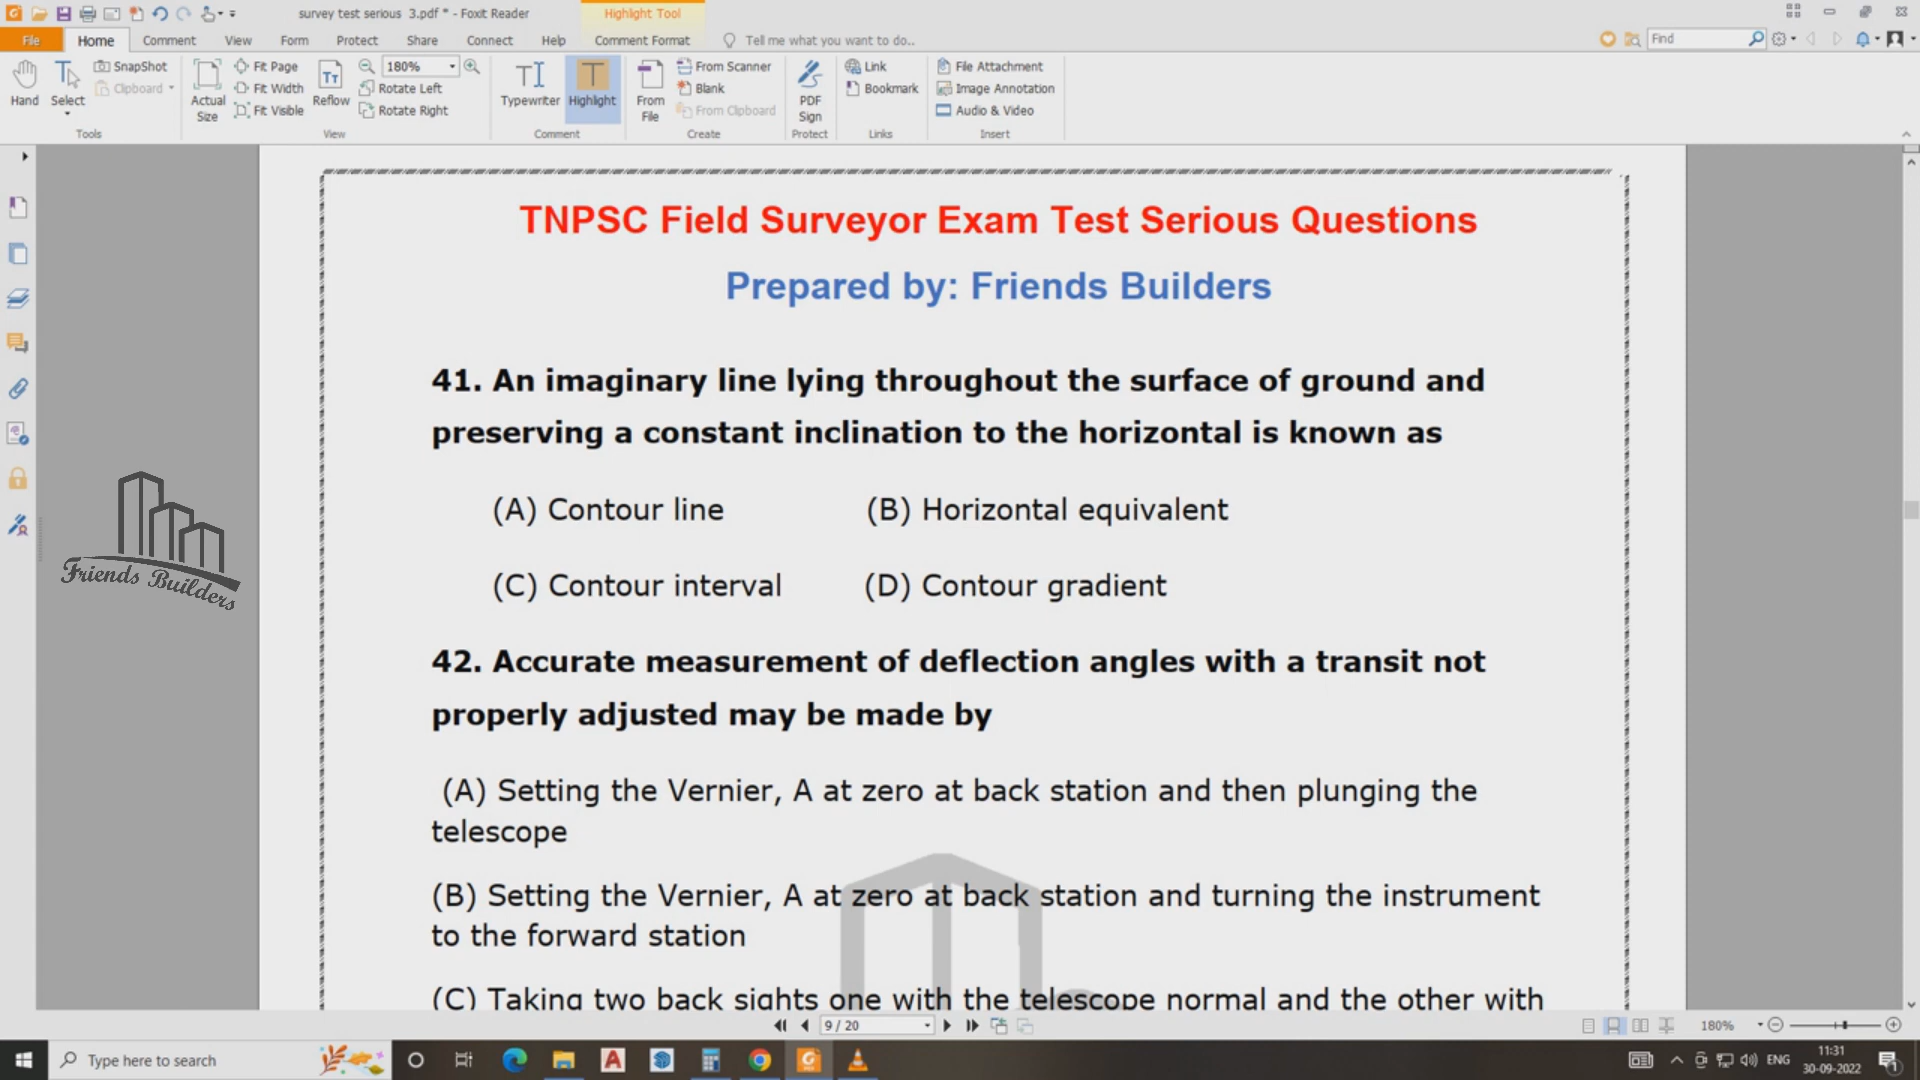 survey test serious 3.pdf * - Foxit Reader
Highlight Tool
File
Home
Comment
View
Form
Protect
Share
Connect
Help
Comment Format
Tell me what you want to do..
Find
Hand
Select
SnapShot
Clipboard
Tools
Actual Size
Fit Page
Fit Width
Fit Visible
Reflow
180%
Rotate Left
Rotate Right
View
Typewriter
Highlight
Comment
From File
From Scanner
Blank
From Clipboard
Create
PDF Sign
Protect
Link
Bookmark
Links
File Attachment
Image Annotation
Audio & Video
Insert
TNPSC Field Surveyor Exam Test Serious Questions
Prepared by: Friends Builders
41. An imaginary line lying throughout the surface of ground and
preserving a constant inclination to the horizontal is known as
(A) Contour line (B) Horizontal equivalent
(C) Contour interval (D) Contour gradient
Friends Builders
42. Accurate measurement of deflection angles with a transit not
properly adjusted may be made by
(A) Setting the Vernier, A at zero at back station and then plunging the
telescope
(B) Setting the Vernier, A at zero at back station and turning the instrument
to the forward station
(C) Taking two back sights one with the telescope normal and the other with
9 / 20
180%
Type here to search
ENG
11:31
30-09-2022